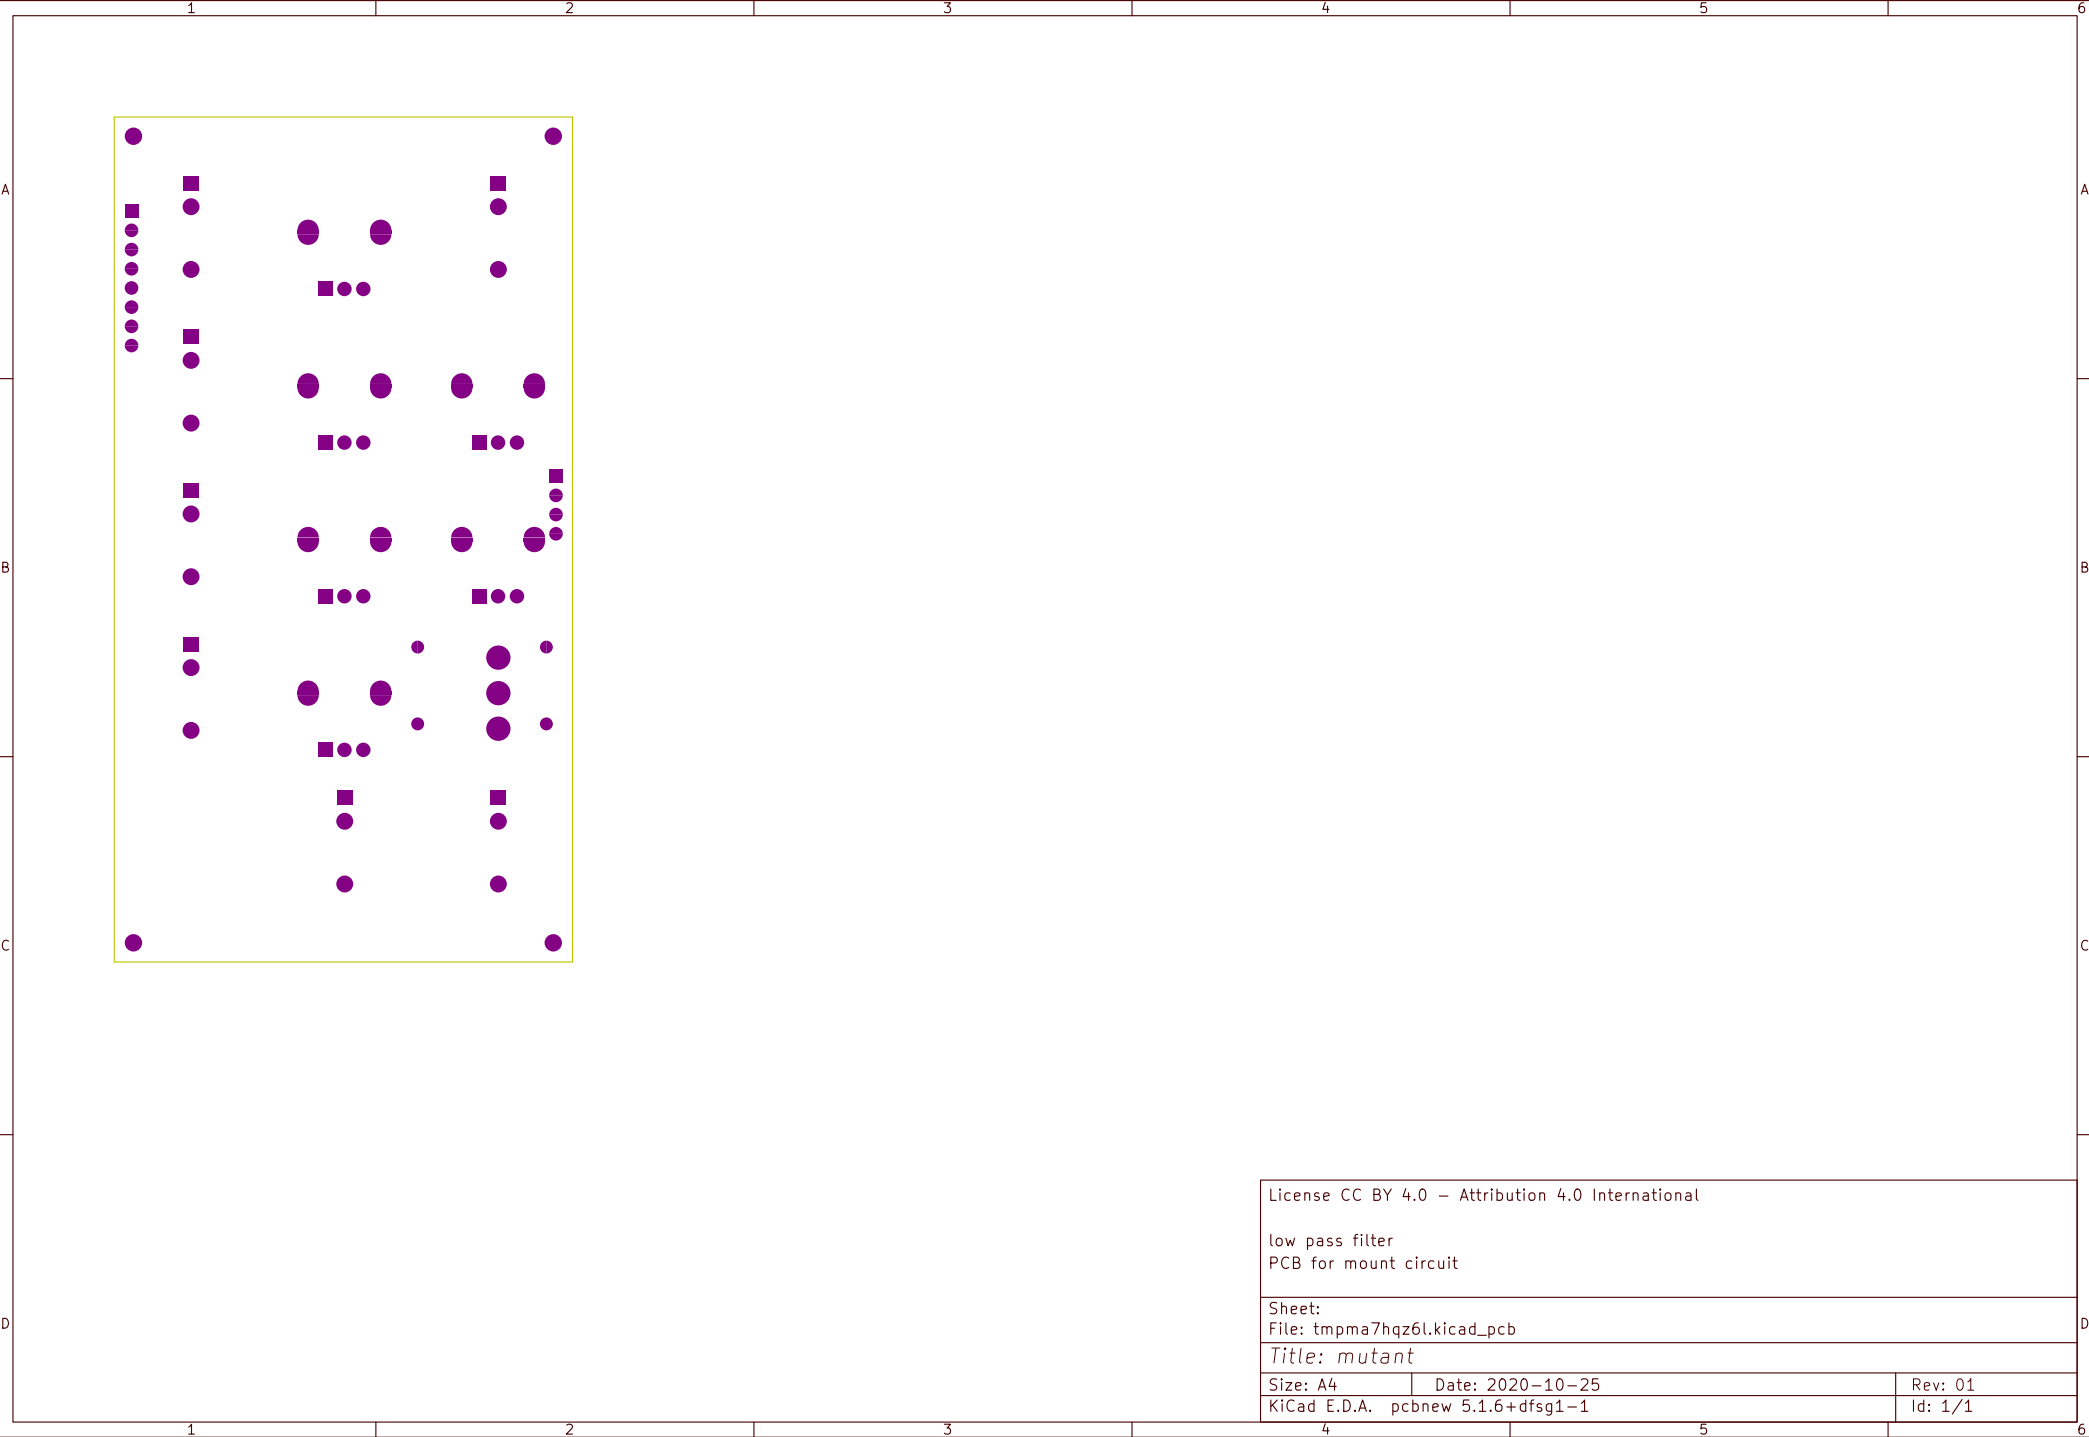 1 2 3 4 5 6
A A
B B
C C
License CC BY 4.0 – Attribution 4.0 International
low pass filter
PCB for mount circuit
Sheet:
D File: tmpma7hqz6l.kicad_pcb D
Title: mutant
Size: A4 Date: 2020–10–25 Rev: 01
KiCad E.D.A. pcbnew 5.1.6+dfsg1–1 Id: 1/1
1 2 3 4 5 6